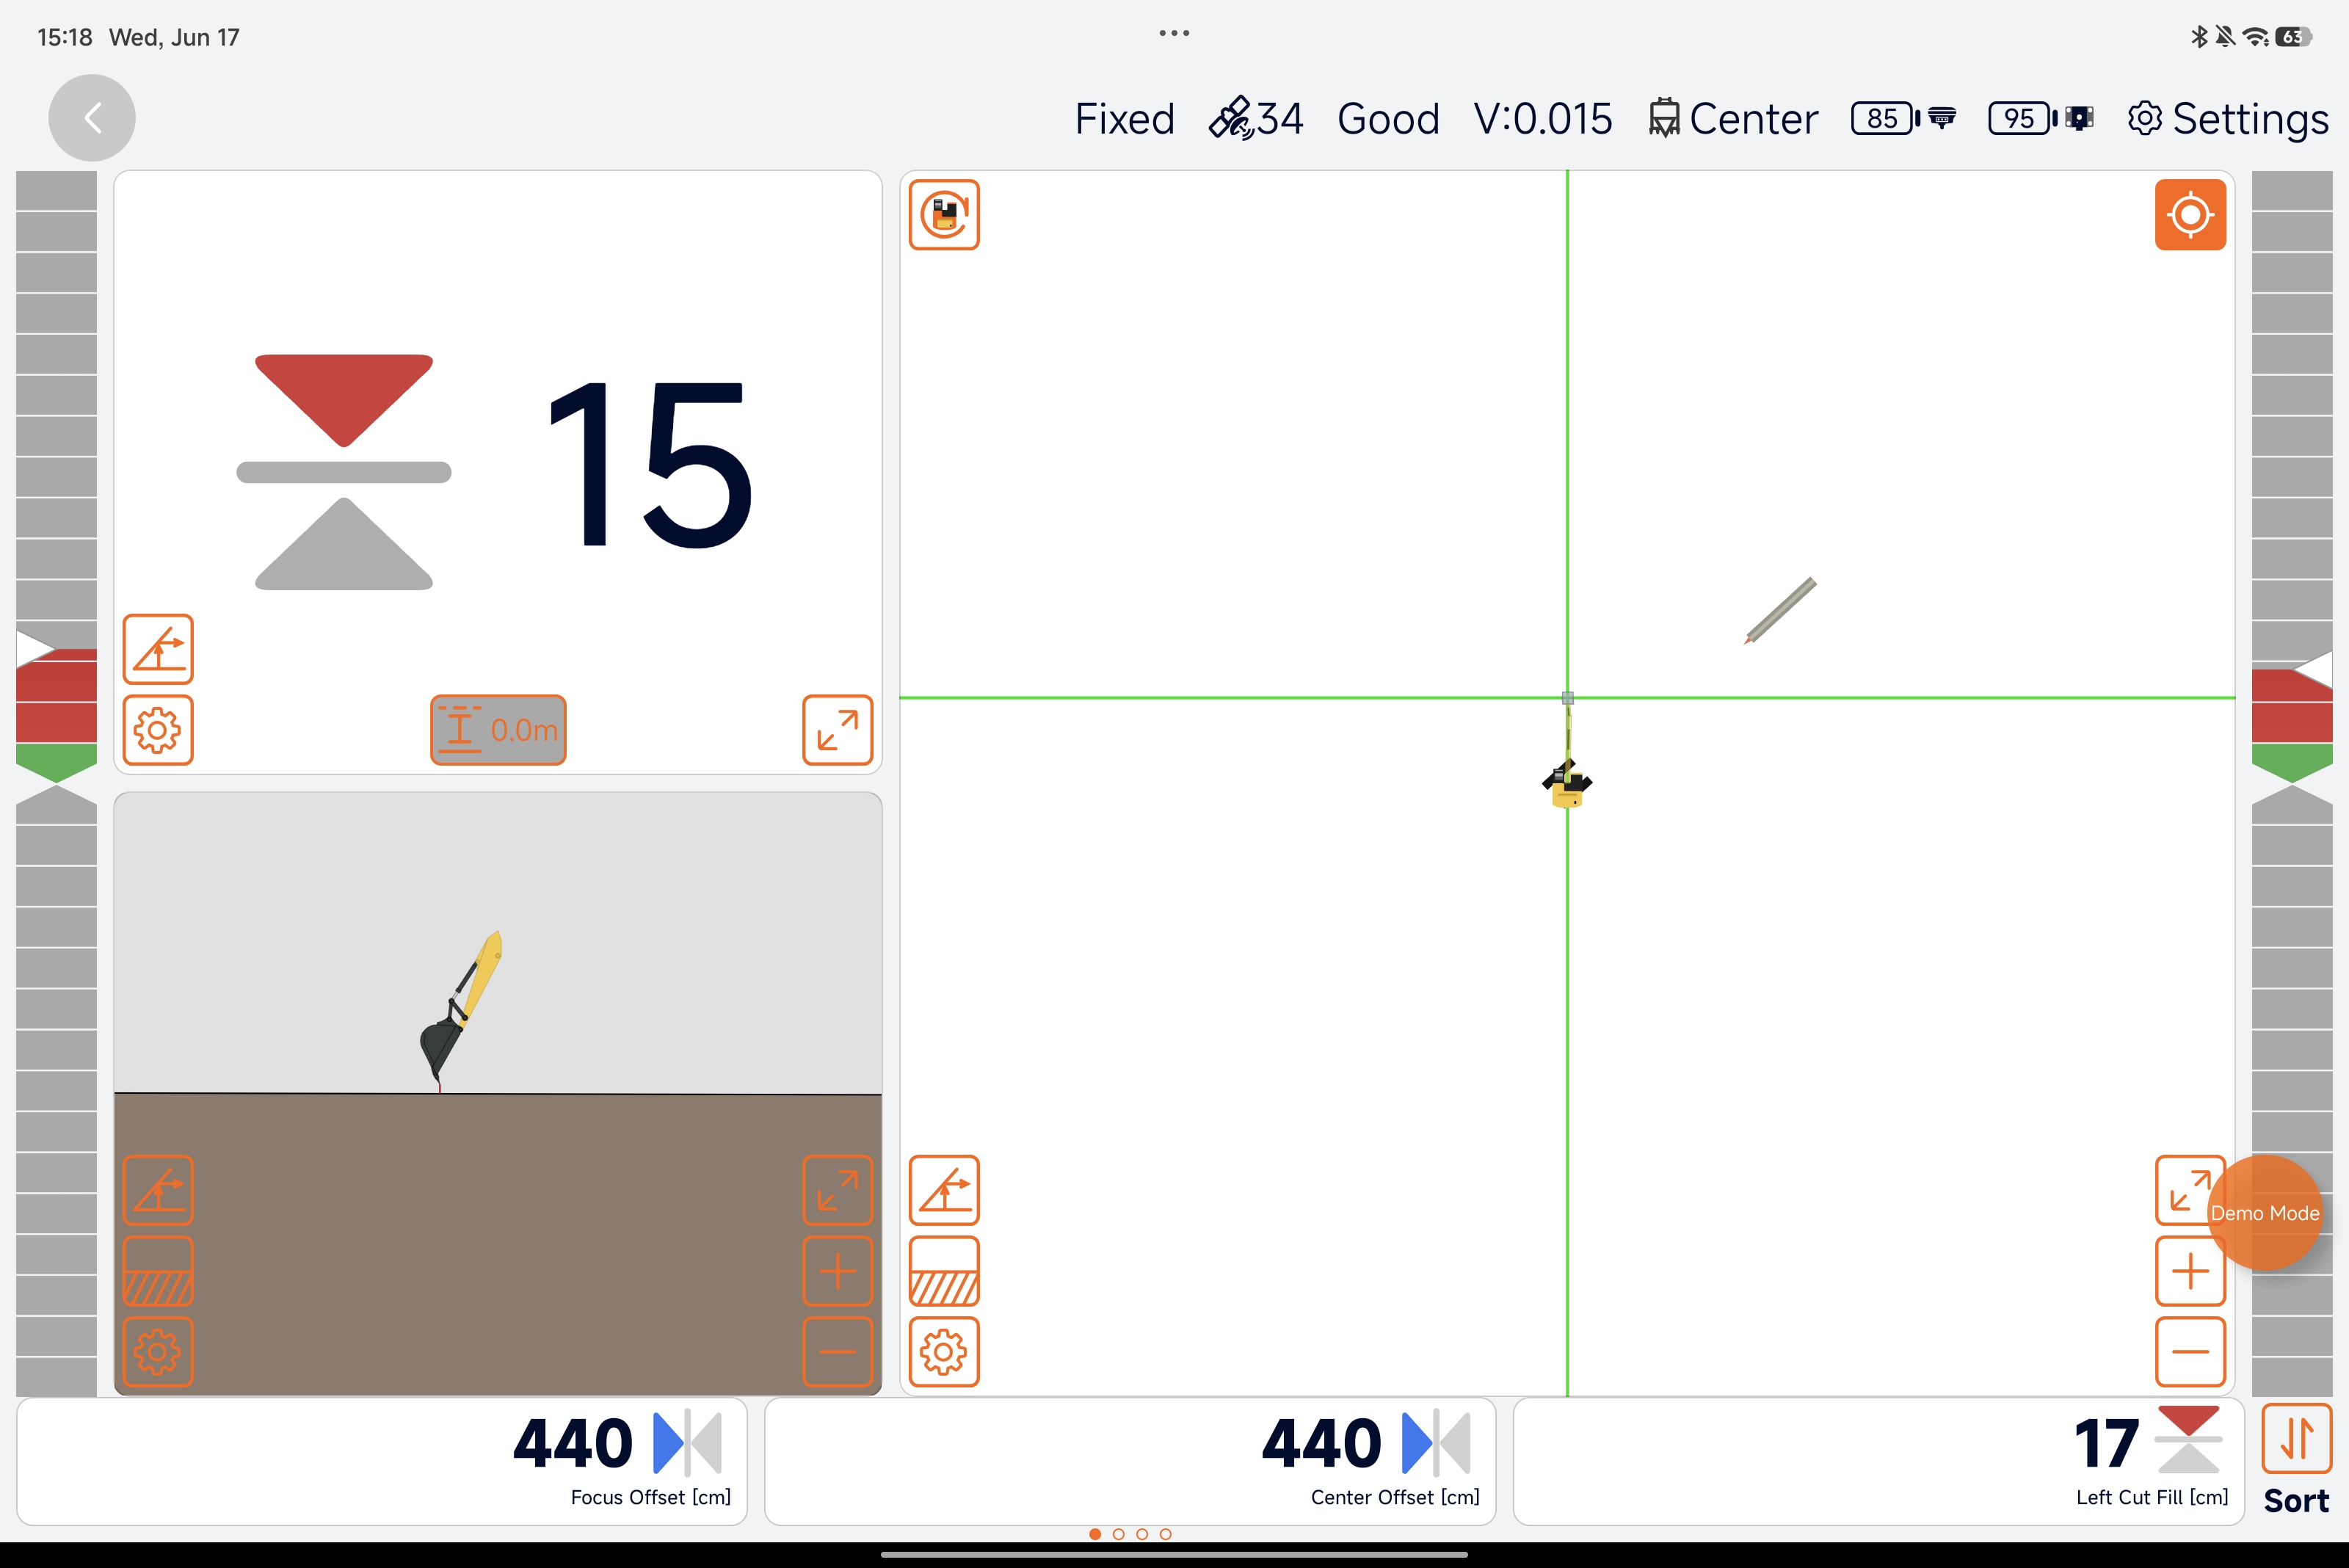 15:18 Wed, Jun 17
63
Fixed 34 Good V:0.015 Center 85 95 Settings
15
0.0m
Demo Mode
440
Focus Offset [cm]
440
Center Offset [cm]
17
Left Cut Fill [cm]
Sort